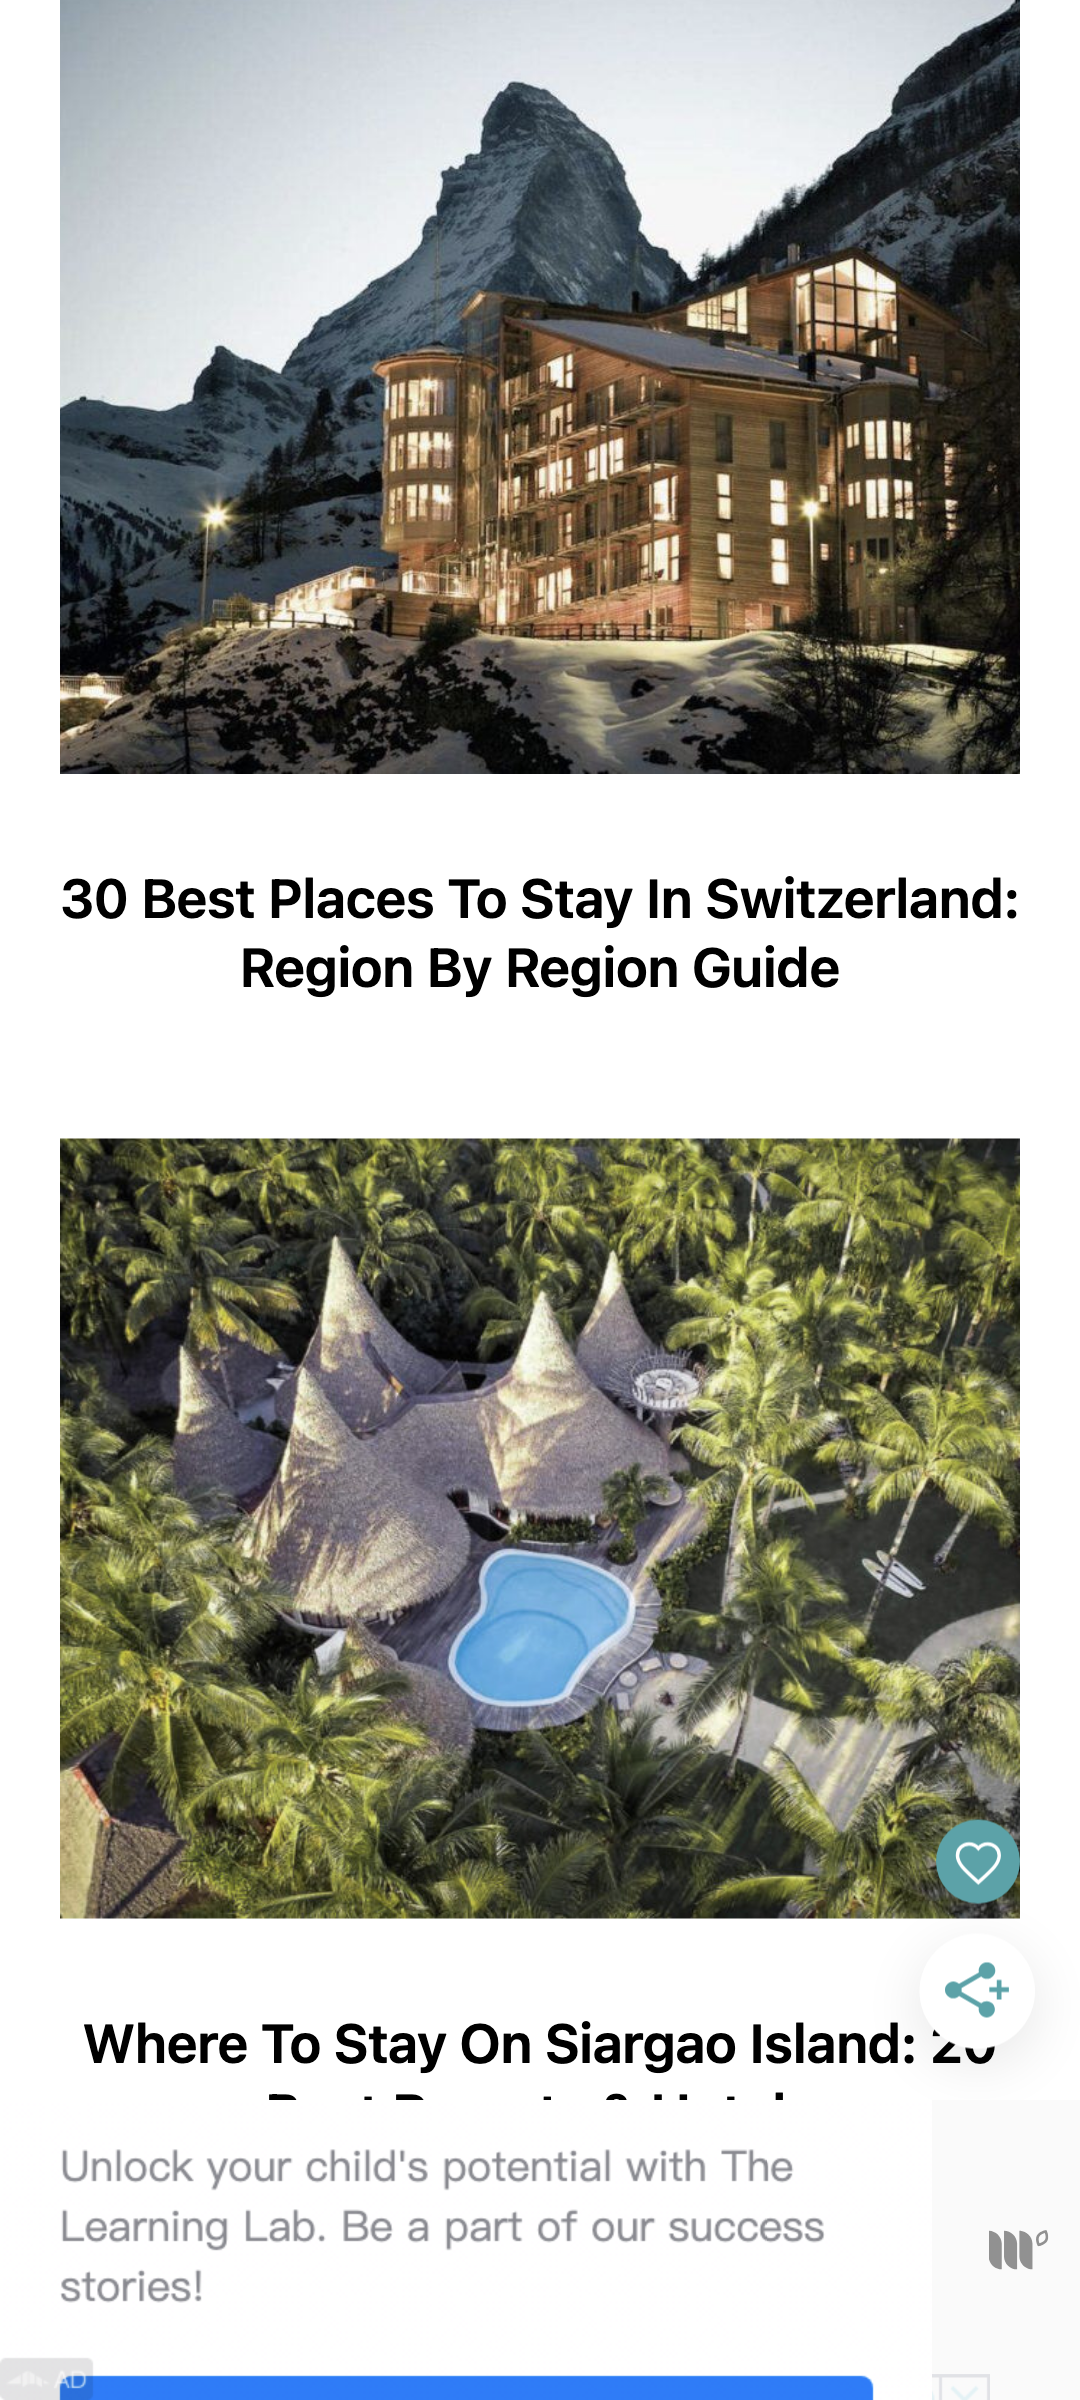 30 Best Places To Stay In Switzerland:
Region By Region Guide
Where To Stay On Siargao Island: 20
Unlock your child's potential with The
Learning Lab. Be a part of our success
stories!
AD